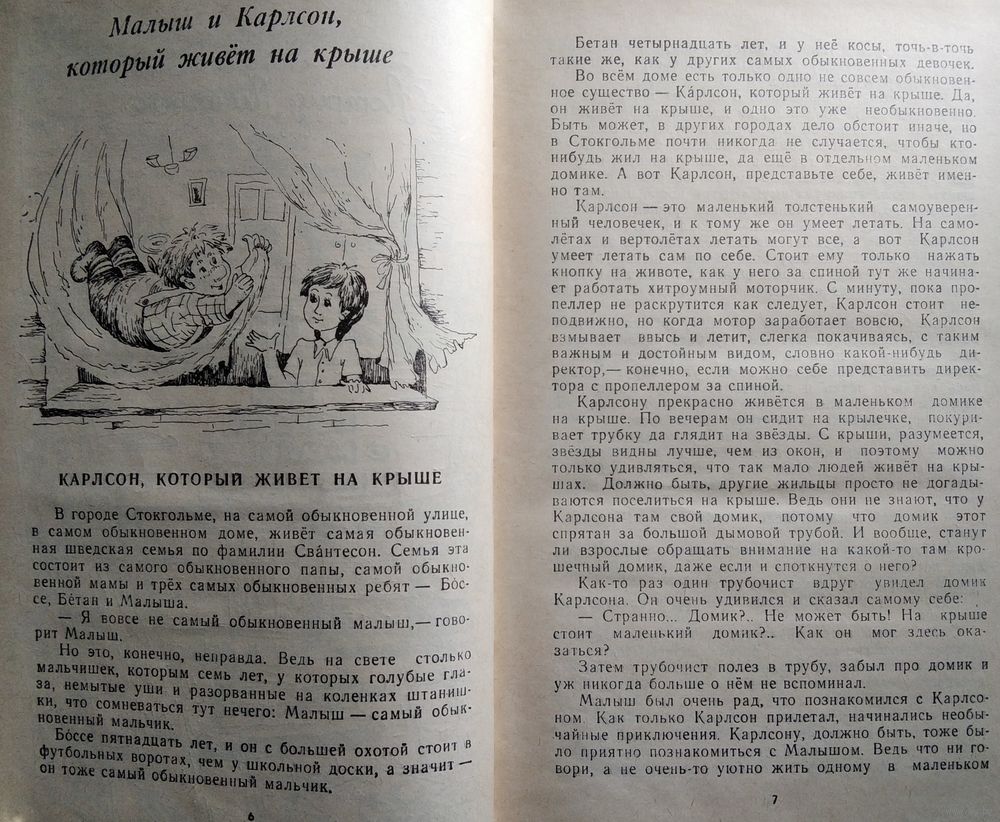 Малыш и Карлсон,
который живёт на крыше
КАРЛСОН, КОТОРЫЙ ЖИВЕТ НА КРЫШЕ
В городе Стокгольме, на самой обыкновенной улице,
в самом обыкновенном доме, живёт самая обыкновен-
ная шведская семья по фамилии Сва́нтесон. Семья эта
состоит из самого обыкновенного папы, самой обыкно-
венной мамы и трёх самых обыкновенных ребят — Бо́с-
се, Бе́тан и Малыша.
— Я вовсе не самый обыкновенный малыш,— гово-
рит Малыш.
Но это, конечно, неправда. Ведь на свете столько
мальчишек, которым семь лет, у которых голубые гла-
за, немытые уши и разорванные на коленках штаниш-
ки, что сомневаться тут нечего: Малыш — самый обык-
новенный мальчик.
Бо́ссе пятнадцать лет, и он с большей охотой стоит в
футбольных воротах, чем у школьной доски, а значит —
он тоже самый обыкновенный мальчик.
6
Бетан четырнадцать лет, и у неё косы, точь-в-точь
такие же, как у других самых обыкновенных девочек.
Во всём доме есть только одно не совсем обыкновен-
ное существо — Ка́рлсон, который живёт на крыше. Да,
он живёт на крыше, и одно это уже необыкновенно.
Быть может, в других городах дело обстоит иначе, но
в Стокгольме почти никогда не случается, чтобы кто-
нибудь жил на крыше, да ещё в отдельном маленьком
домике. А вот Карлсон, представьте себе, живёт имен-
но там.
Карлсон — это маленький толстенький самоуверен-
ный человечек, и к тому же он умеет летать. На само-
лётах и вертолётах летать могут все, а вот Карлсон
умеет летать сам по себе. Стоит ему только нажать
кнопку на животе, как у него за спиной тут же начина-
ет работать хитроумный моторчик. С минуту, пока про-
пеллер не раскрутится как следует, Карлсон стоит не-
подвижно, но когда мотор заработает вовсю, Карлсон
взмывает ввысь и летит, слегка покачиваясь, с таким
важным и достойным видом, словно какой-нибудь ди-
ректор,— конечно, если можно себе представить дирек-
тора с пропеллером за спиной.
Карлсону прекрасно живётся в маленьком домике
на крыше. По вечерам он сидит на крылечке, покури-
вает трубку да глядит на звёзды. С крыши, разумеется,
звёзды видны лучше, чем из окон, и поэтому можно
только удивляться, что так мало людей живёт на кры-
шах. Должно быть, другие жильцы просто не догады-
ваются поселиться на крыше. Ведь они не знают, что у
Карлсона там свой домик, потому что домик этот
спрятан за большой дымовой трубой. И вообще, станут
ли взрослые обращать внимание на какой-то там кро-
шечный домик, даже если и споткнутся о него?
Как-то раз один трубочист вдруг увидел домик
Карлсона. Он очень удивился и сказал самому себе:
— Странно... Домик?.. Не может быть! На крыше
стоит маленький домик?.. Как он мог здесь ока-
заться?
Затем трубочист полез в трубу, забыл про домик и
уж никогда больше о нём не вспоминал.
Малыш был очень рад, что познакомился с Карлсо-
ном. Как только Карлсон прилетал, начинались необы-
чайные приключения. Карлсону, должно быть, тоже бы-
ло приятно познакомиться с Малышом. Ведь что ни го-
вори, а не очень-то уютно жить одному в маленьком
7